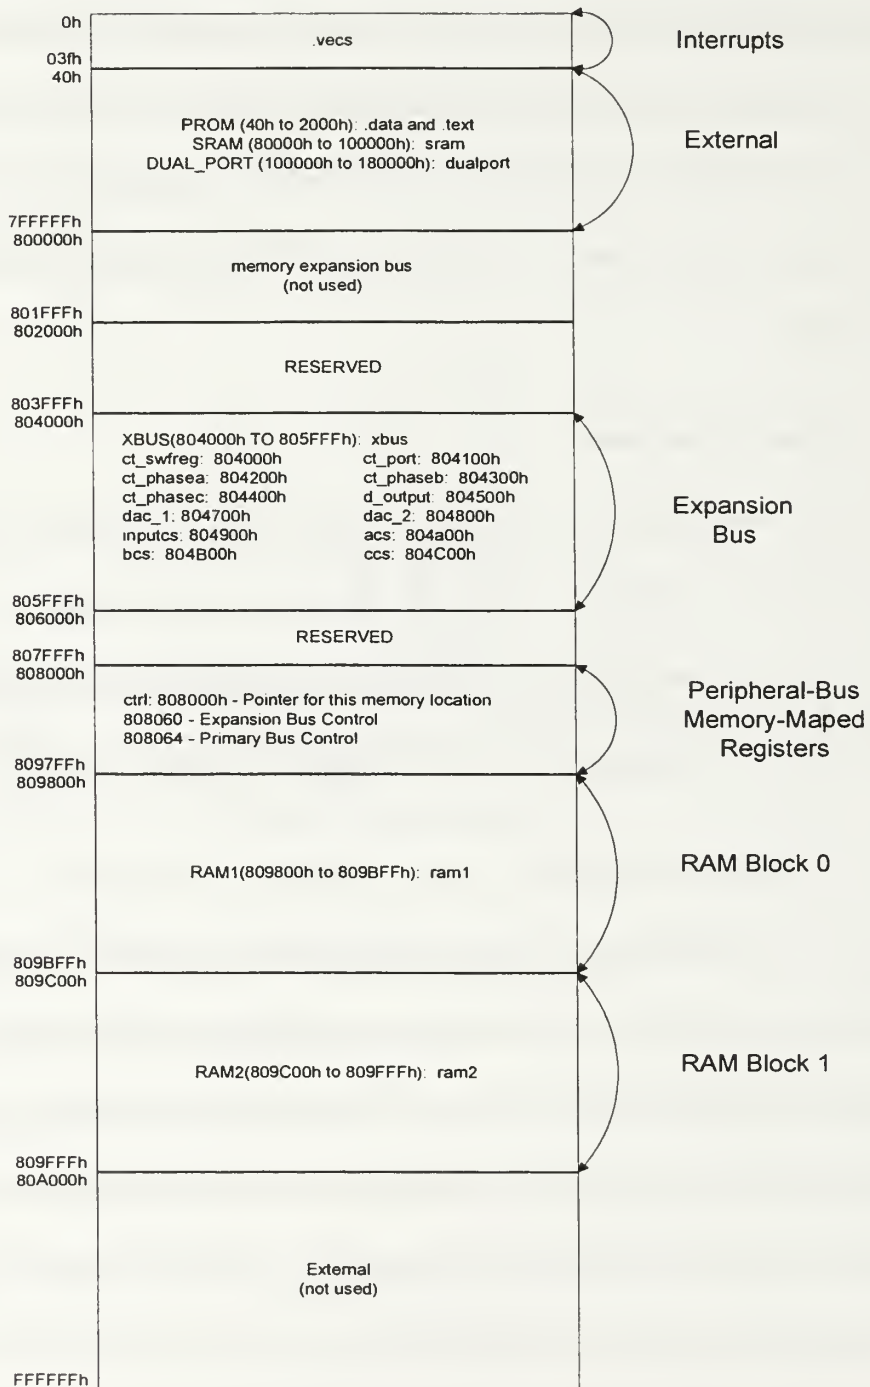 0h
.vecs
Interrupts
03fh
40h
PROM (40h to 2000h): .data and .text
SRAM (80000h to 100000h): sram
DUAL_PORT (100000h to 180000h): dualport
External
7FFFFFh
800000h
memory expansion bus
(not used)
801FFFh
802000h
RESERVED
803FFFh
804000h
XBUS(804000h TO 805FFFh): xbus
ct_swfreg: 804000h ct_port: 804100h
ct_phasea: 804200h ct_phaseb: 804300h
ct_phasec: 804400h d_output: 804500h
dac_1: 804700h dac_2: 804800h
inputcs: 804900h acs: 804a00h
bcs: 804B00h ccs: 804C00h
Expansion
Bus
805FFFh
806000h
RESERVED
807FFFh
808000h
ctrl: 808000h - Pointer for this memory location
808060 - Expansion Bus Control
808064 - Primary Bus Control
Peripheral-Bus
Memory-Maped
Registers
8097FFh
809800h
RAM1(809800h to 809BFFh): ram1
RAM Block 0
809BFFh
809C00h
RAM2(809C00h to 809FFFh): ram2
RAM Block 1
809FFFh
80A000h
External
(not used)
FFFFFFh